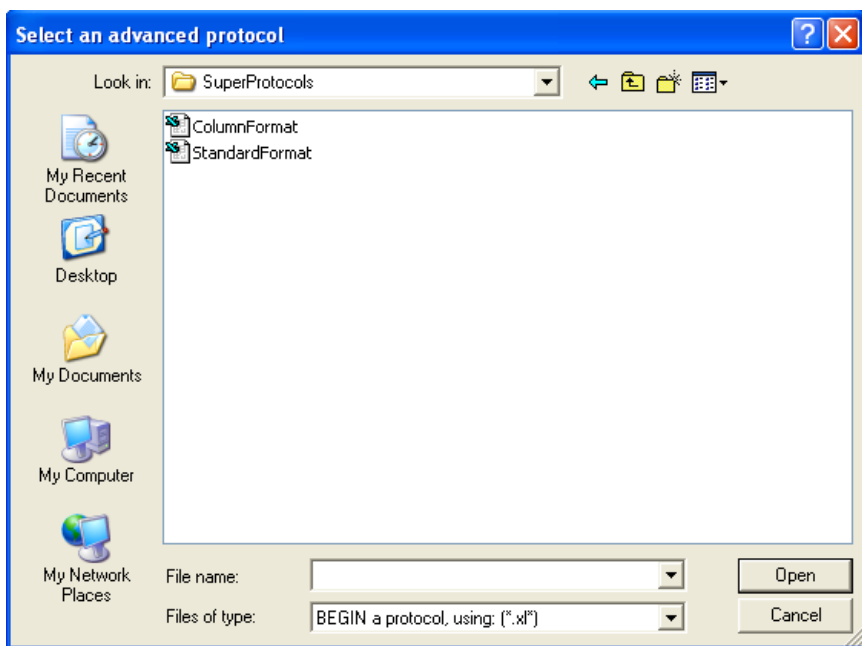 Select an advanced protocol
Look in: SuperProtocols
ColumnFormat
StandardFormat
My Recent
Documents
Desktop
My Documents
My Computer
My Network
Places
File name:
Open
Files of type: BEGIN a protocol, using: (*.xl*)
Cancel